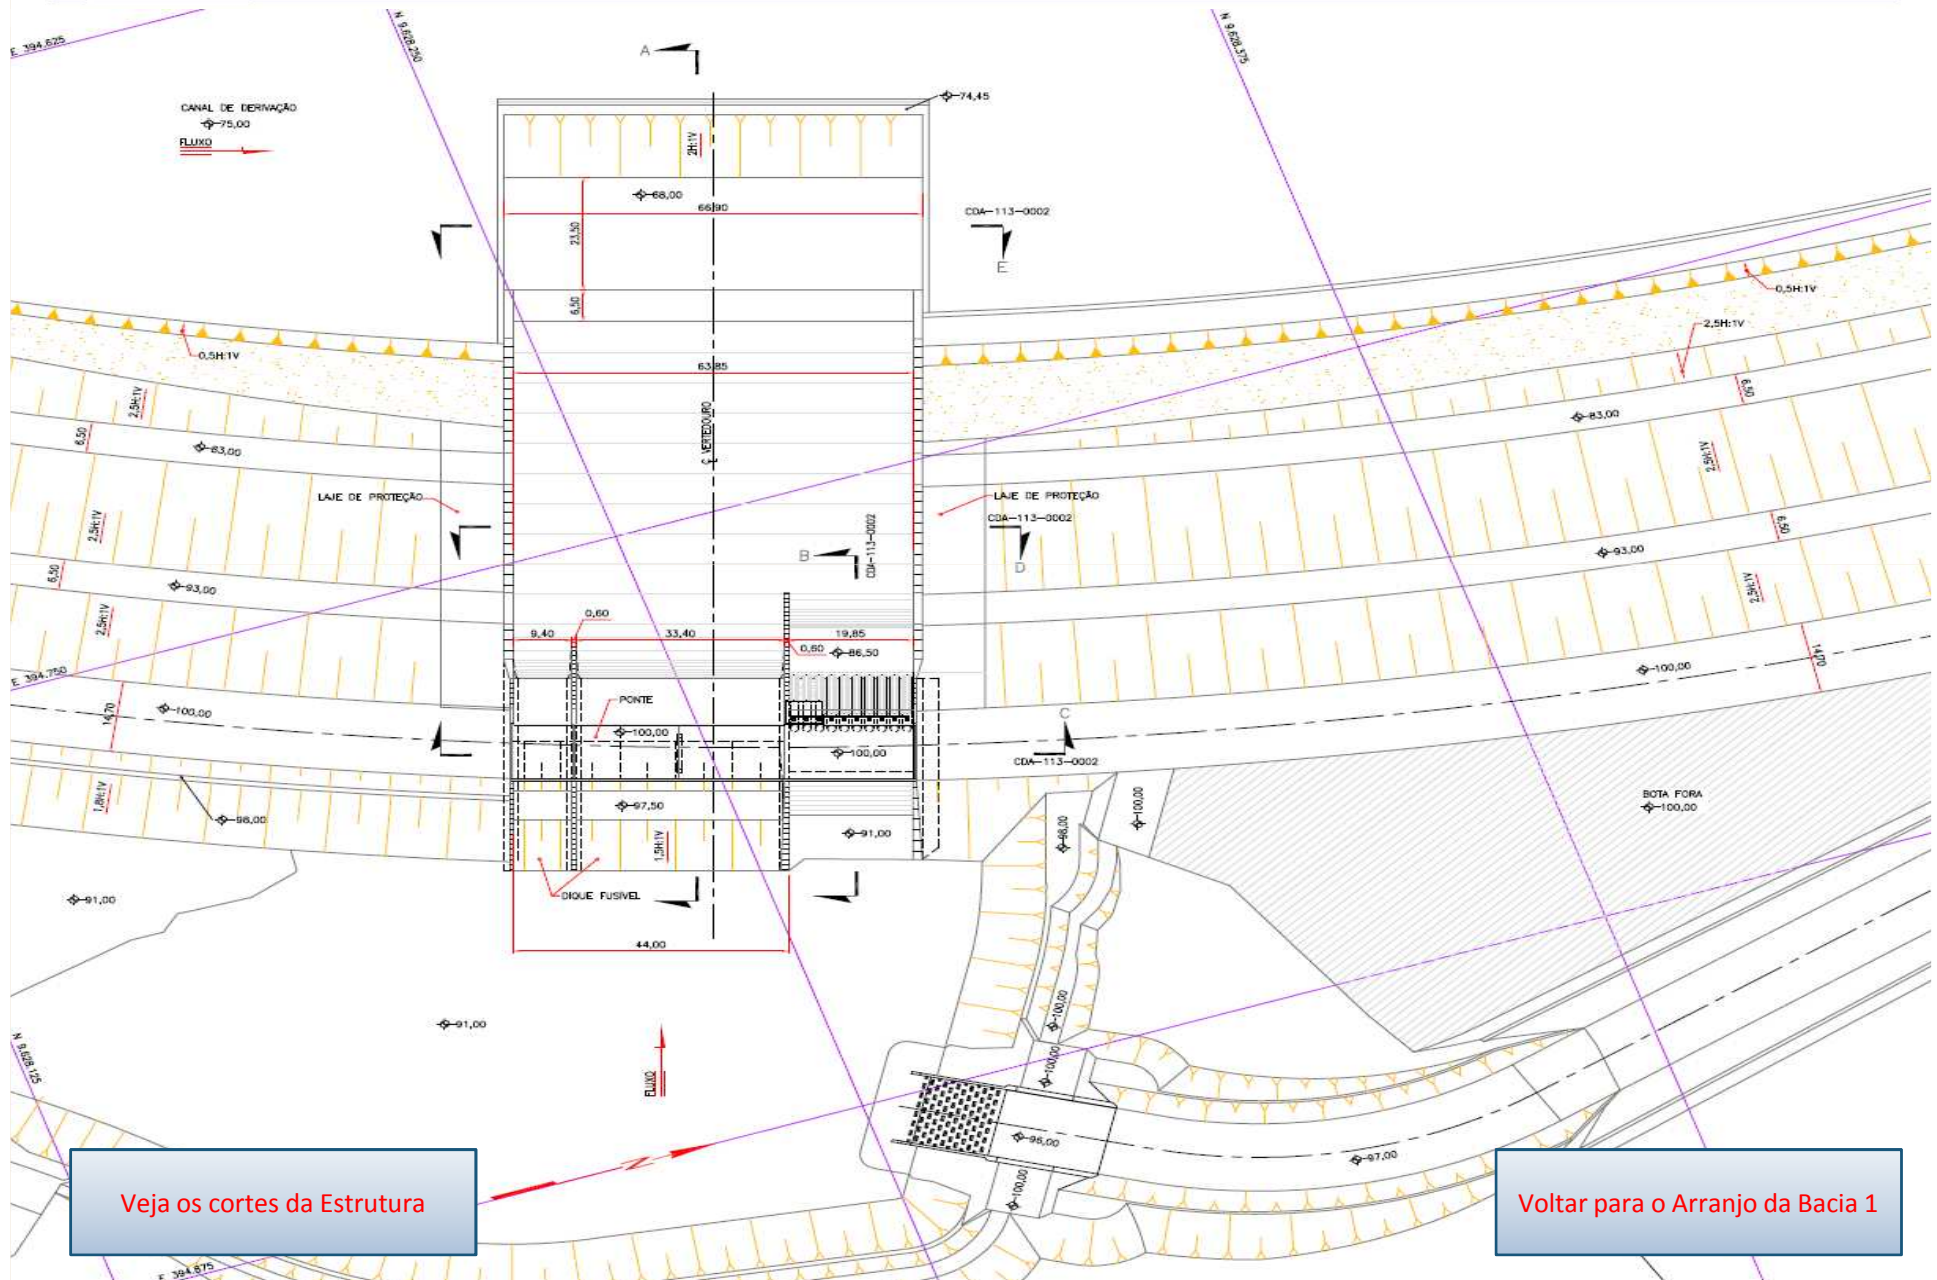 E 394.625
N 9.628.250
N 9.628.375
A
CANAL DE DERIVAÇÃO
75,00
FLUXO
74,45
2H:1V
68,00
66,90
23,50
6,50
CDA-113-0002
E
0,5H:1V
2,5H:1V
0,5H:1V
63,85
2,5H:1V
6,50
83,00
6,50
83,00
C VERTEDOURO
2,5H:1V
LAJE DE PROTEÇÃO
LAJE DE PROTEÇÃO
CDA-113-0002
D
2,5H:1V
B
CDA-113-0002
6,50
93,00
6,50
93,00
2,5H:1V
2,5H:1V
0,60
9,40
33,40
19,85
0,60
86,50
E 394.750
14,70
100,00
PONTE
100,00
100,00
C
CDA-113-0002
100,00
14,70
1,8H:1V
98,00
97,50
1,5H:1V
91,00
98,00
100,00
BOTA FORA
100,00
91,00
DIQUE FUSIVEL
44,00
91,00
FLUXO
100,00
100,00
N 9.628.125
96,00
97,00
100,00
N
Veja os cortes da Estrutura
Voltar para o Arranjo da Bacia 1
E 394.875